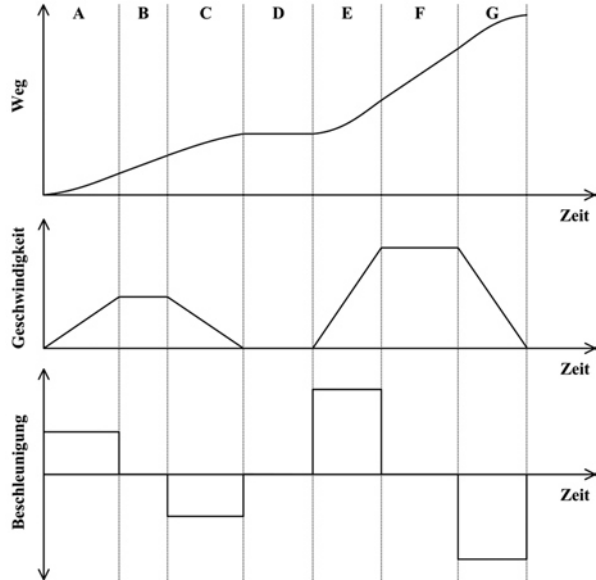 A B C D E F G
Weg
Zeit
Geschwindigkeit
Zeit
Beschleunigung
Zeit